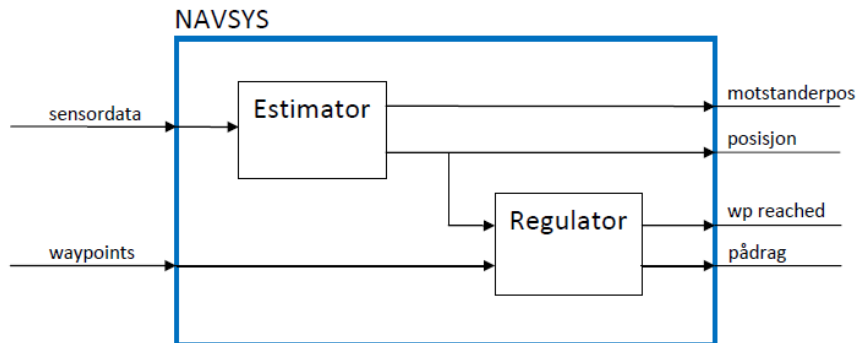 NAVSYS
Estimator
sensordata
motstanderpos
posisjon
Regulator
wp reached
waypoints
pådrag